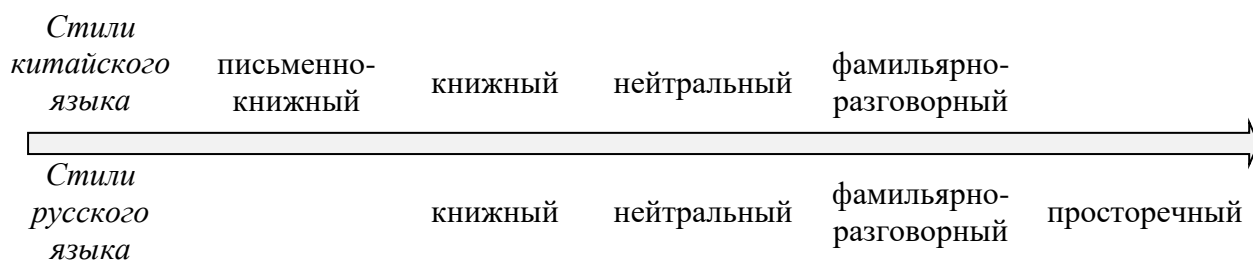 Стили
китайского
языка
письменно-
книжный
книжный
нейтральный
фамильярно-
разговорный
Стили
русского
языка
книжный
нейтральный
фамильярно-
разговорный
просторечный